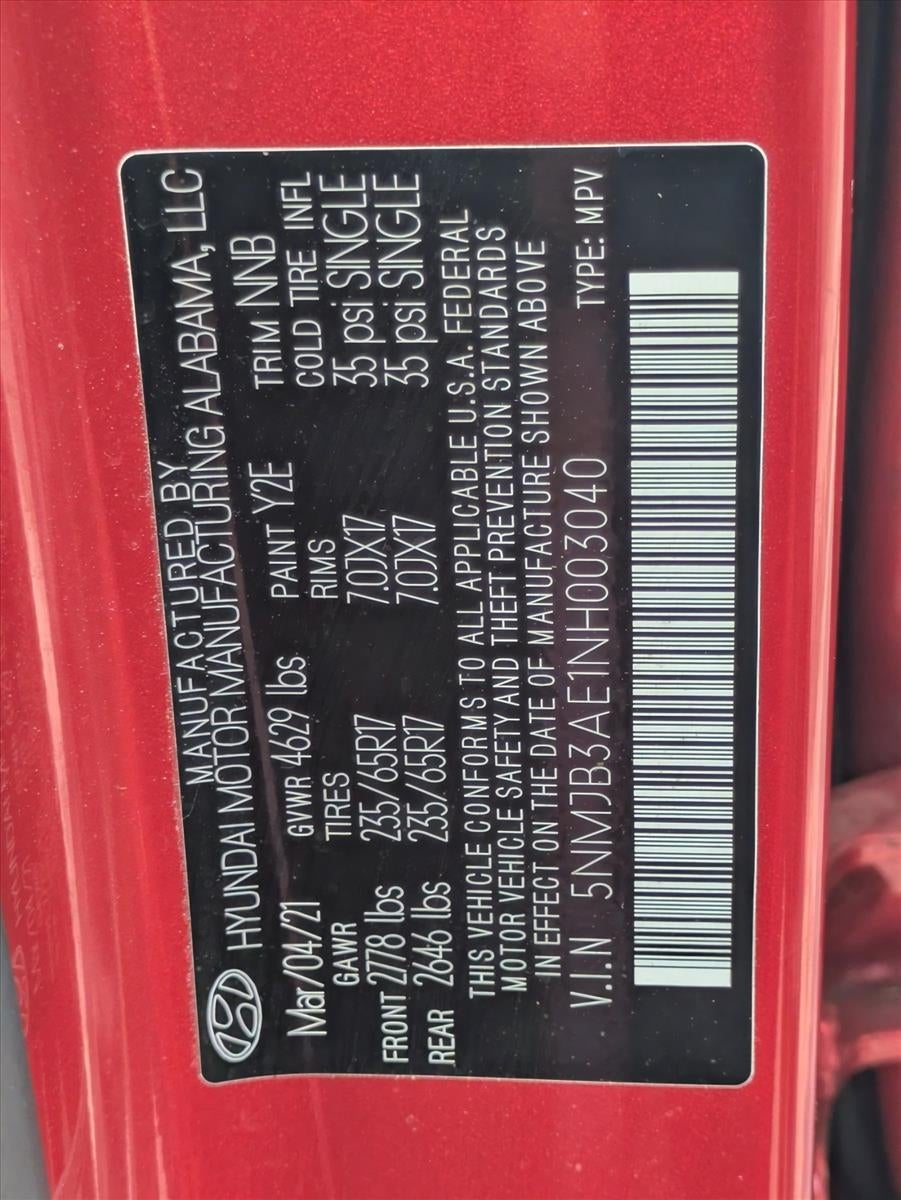 MANUFACTURED BY
HYUNDAI MOTOR MANUFACTURING ALABAMA, LLC
Mar/04/21 GVWR 4629 lbs PAINT Y2E TRIM NNB
GAWR TIRES RIMS COLD TIRE INFL
FRONT 2778 lbs 235/65R17 7.0JX17 35 psi SINGLE
REAR 2646 lbs 235/65R17 7.0JX17 35 psi SINGLE
THIS VEHICLE CONFORMS TO ALL APPLICABLE U.S.A. FEDERAL
MOTOR VEHICLE SAFETY AND THEFT PREVENTION STANDARDS
IN EFFECT ON THE DATE OF MANUFACTURE SHOWN ABOVE
V.I.N 5NMJB3AE1NH003040 TYPE: MPV